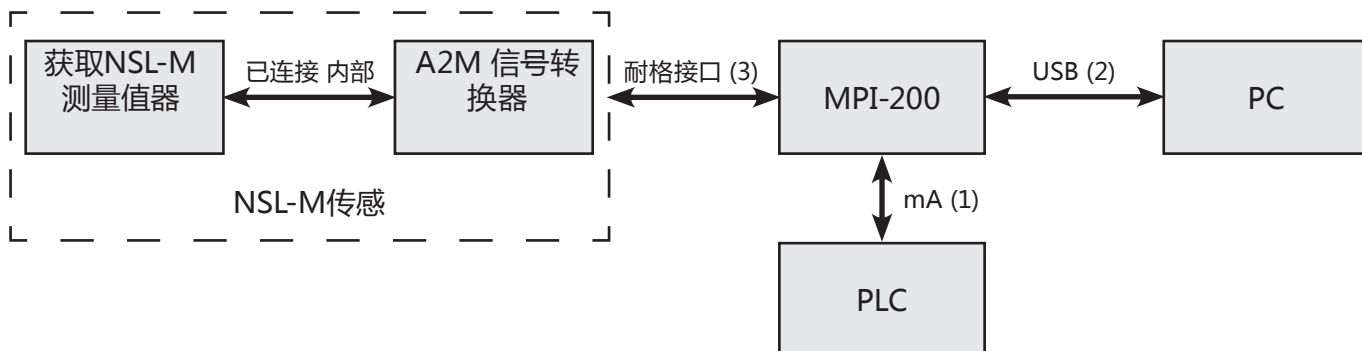 获取NSL-M
测量值器
已连接 内部
A2M 信号转
换器
耐格接口 (3)
MPI-200
USB (2)
PC
NSL-M传感
mA (1)
PLC